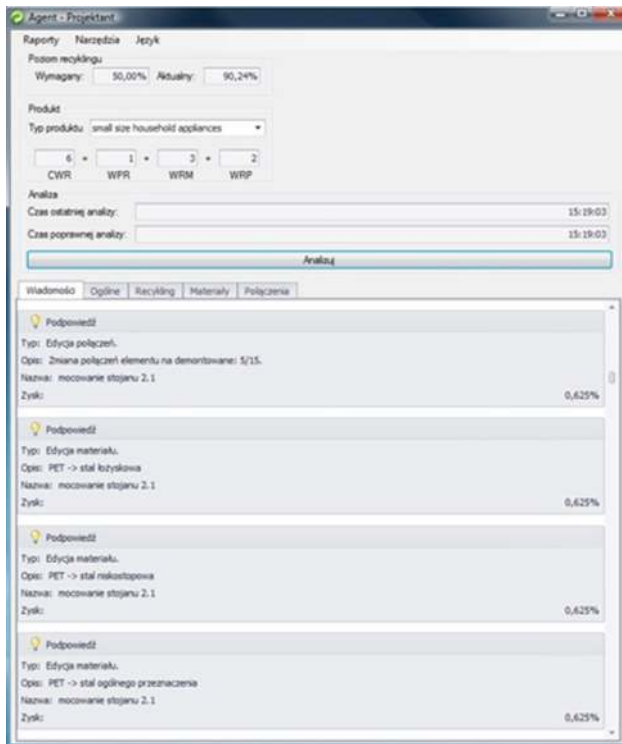 Agent - Projektant
Raporty Narzędzia Język
Poziom recyklingu
Wymagany: 50,00% Aktualny: 90,24%
Produkt
Typ produktu small size household appliances
6 = 1 + 3 + 2
CWR WPR WRM WRP
Analiza
Czas ostatniej analizy: 15:19:03
Czas poprawnej analizy: 15:19:03
Analizuj
Wiadomości Ogólne Recykling Materiały Połączenia
Podpowiedź
Typ: Edycja połączeń.
Opis: Zmiana połączeń elementu na demontowane: 5/15.
Nazwa: mocowanie stojanu 2.1
Zysk: 0,625%
Podpowiedź
Typ: Edycja materiału.
Opis: PET -> stal łożyskowa
Nazwa: mocowanie stojanu 2.1
Zysk: 0,625%
Podpowiedź
Typ: Edycja materiału.
Opis: PET -> stal niskostopowa
Nazwa: mocowanie stojanu 2.1
Zysk: 0,625%
Podpowiedź
Typ: Edycja materiału.
Opis: PET -> stal ogólnego przeznaczenia
Nazwa: mocowanie stojanu 2.1
Zysk: 0,625%